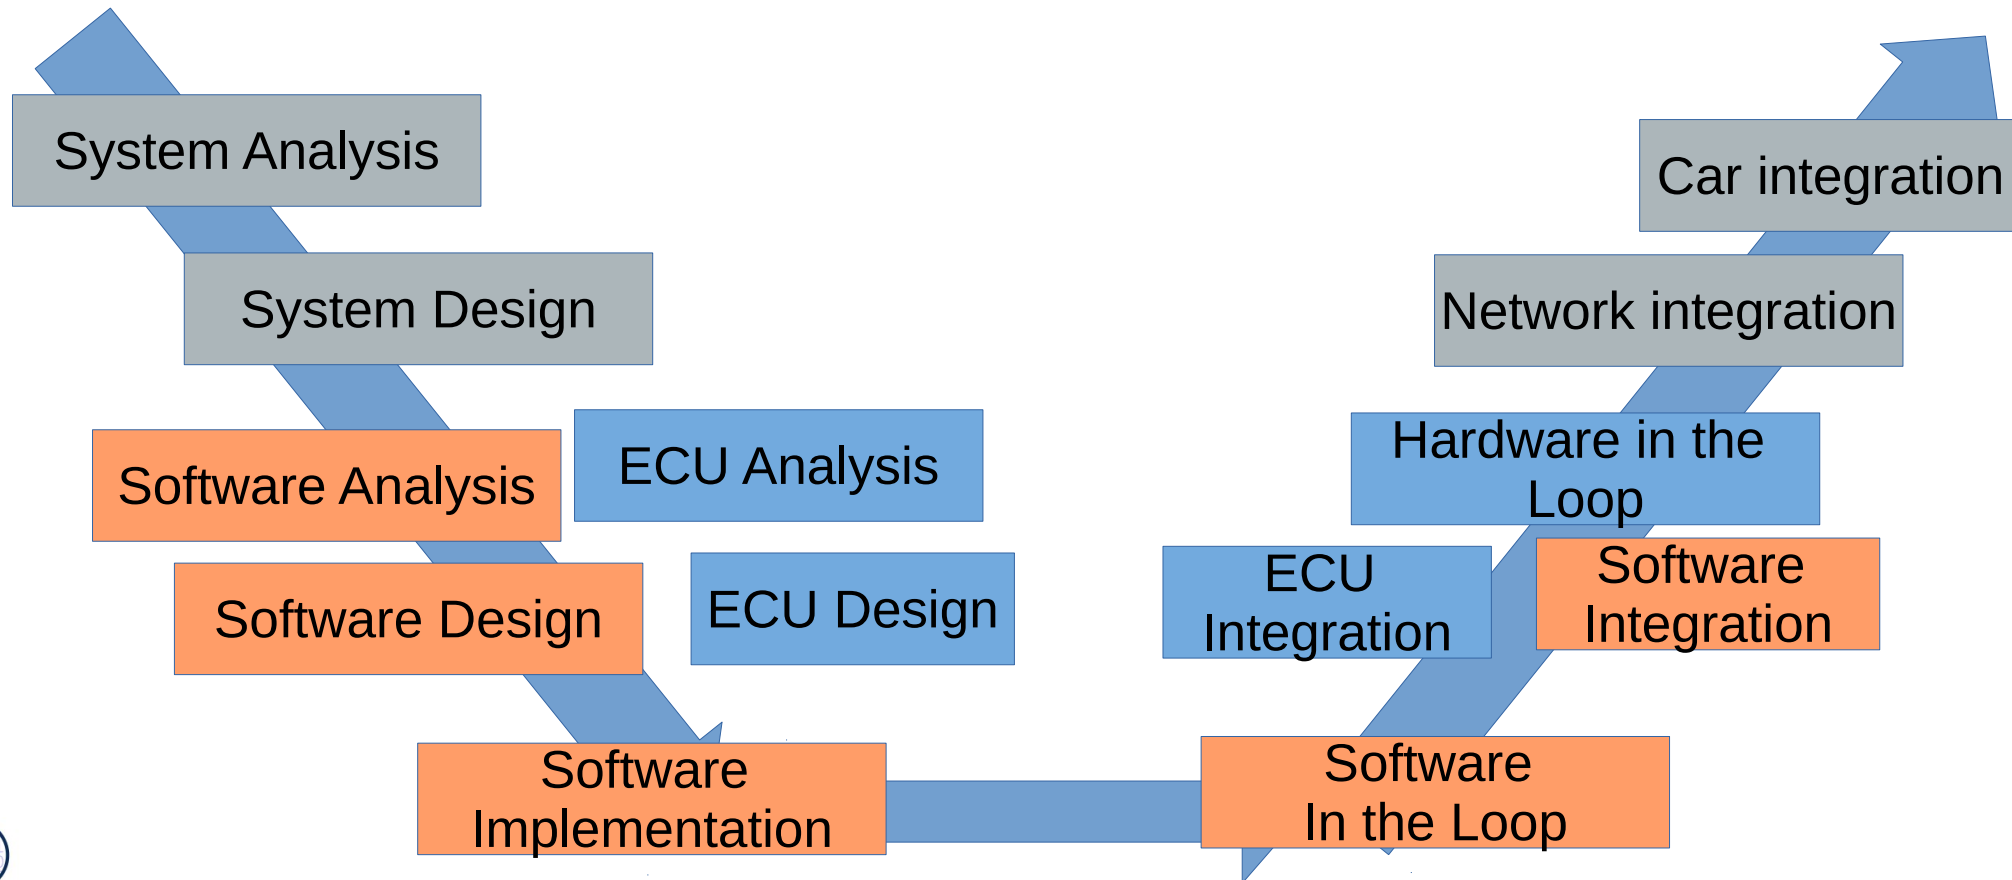 System Analysis
Car integration
System Design
Network integration
Software Analysis
ECU Analysis
Hardware in the
Loop
Software Design
ECU Design
ECU
Integration
Software
Integration
Software
Implementation
Software
In the Loop